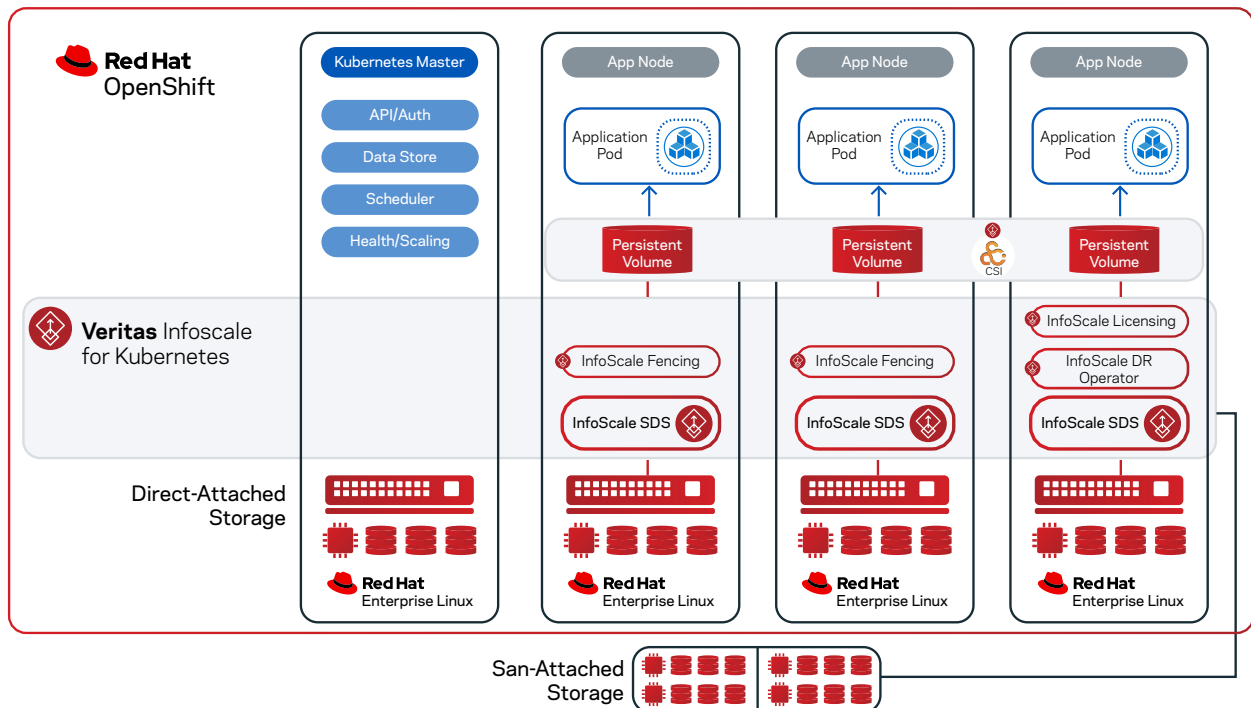 Red Hat
OpenShift
Kubernetes Master
API/Auth
Data Store
Scheduler
Health/Scaling
App Node
App Node
App Node
Application
Pod
Application
Pod
Application
Pod
Persistent
Volume
Persistent
Volume
CSI
Persistent
Volume
Veritas Infoscale
for Kubernetes
InfoScale Fencing
InfoScale SDS
InfoScale Fencing
InfoScale SDS
InfoScale Licensing
InfoScale DR
Operator
InfoScale SDS
Direct-Attached
Storage
Red Hat
Enterprise Linux
Red Hat
Enterprise Linux
Red Hat
Enterprise Linux
Red Hat
Enterprise Linux
San-Attached
Storage